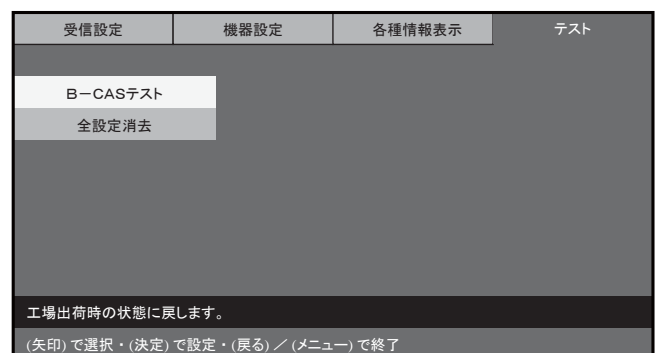 受信設定 機器設定 各種情報表示 テスト
B－CASテスト
全設定消去
工場出荷時の状態に戻します。
(矢印) で選択・(決定) で設定・(戻る) ／ (メニュー) で終了